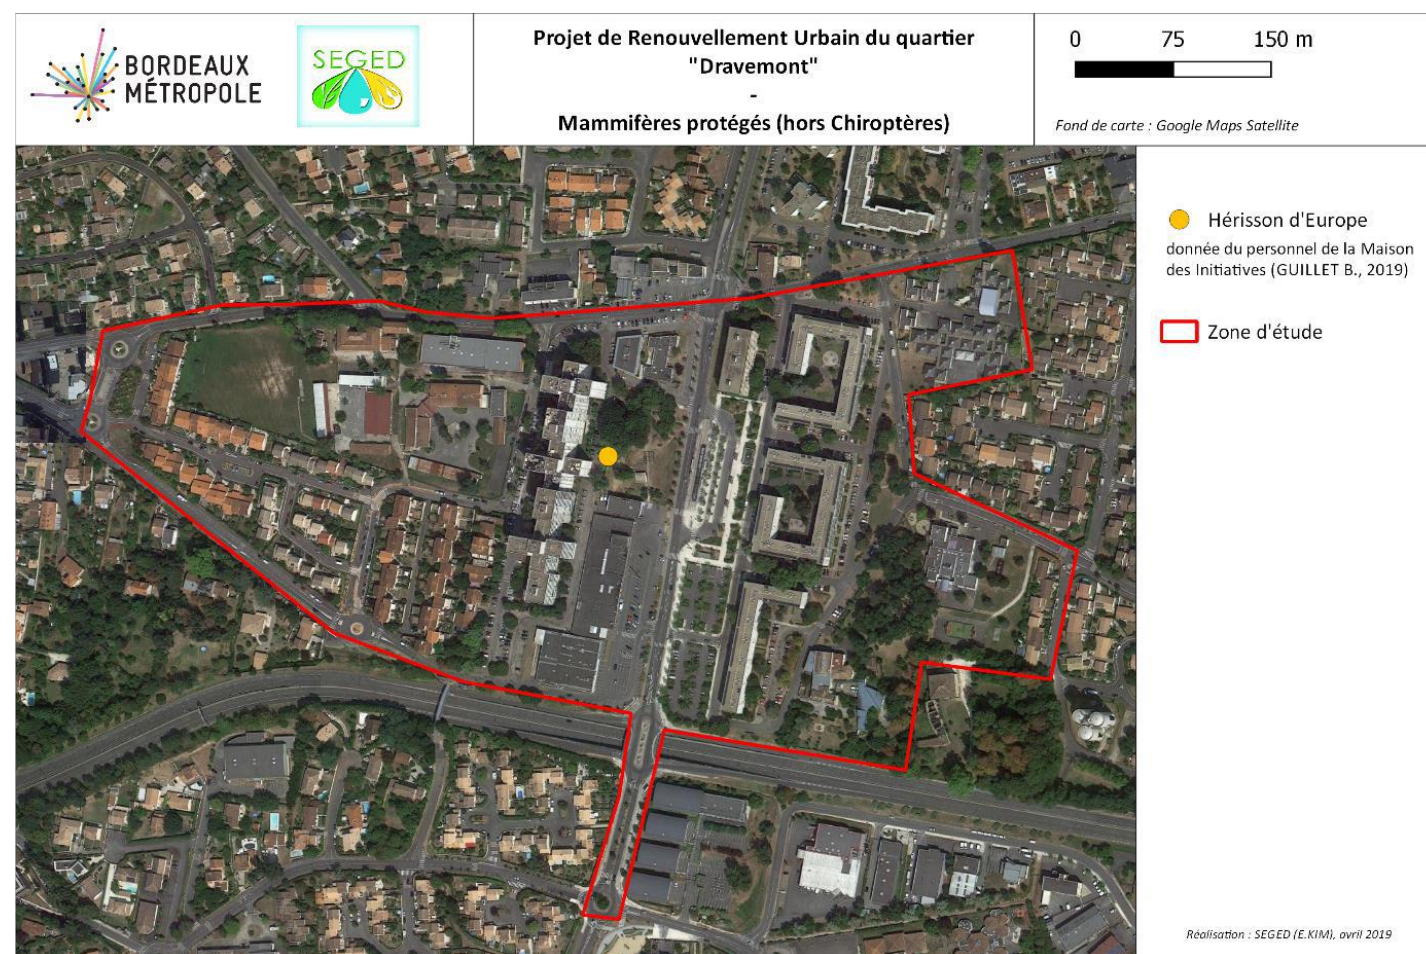 BORDEAUX
MÉTROPOLE
SEGED
Projet de Renouvellement Urbain du quartier
"Dravemont"
-
Mammifères protégés (hors Chiroptères)
0 75 150 m
Fond de carte : Google Maps Satellite
Hérisson d'Europe
donnée du personnel de la Maison
des Initiatives (GUILLET B., 2019)
Zone d'étude
Réalisation : SEGED (E.KIM), avril 2019